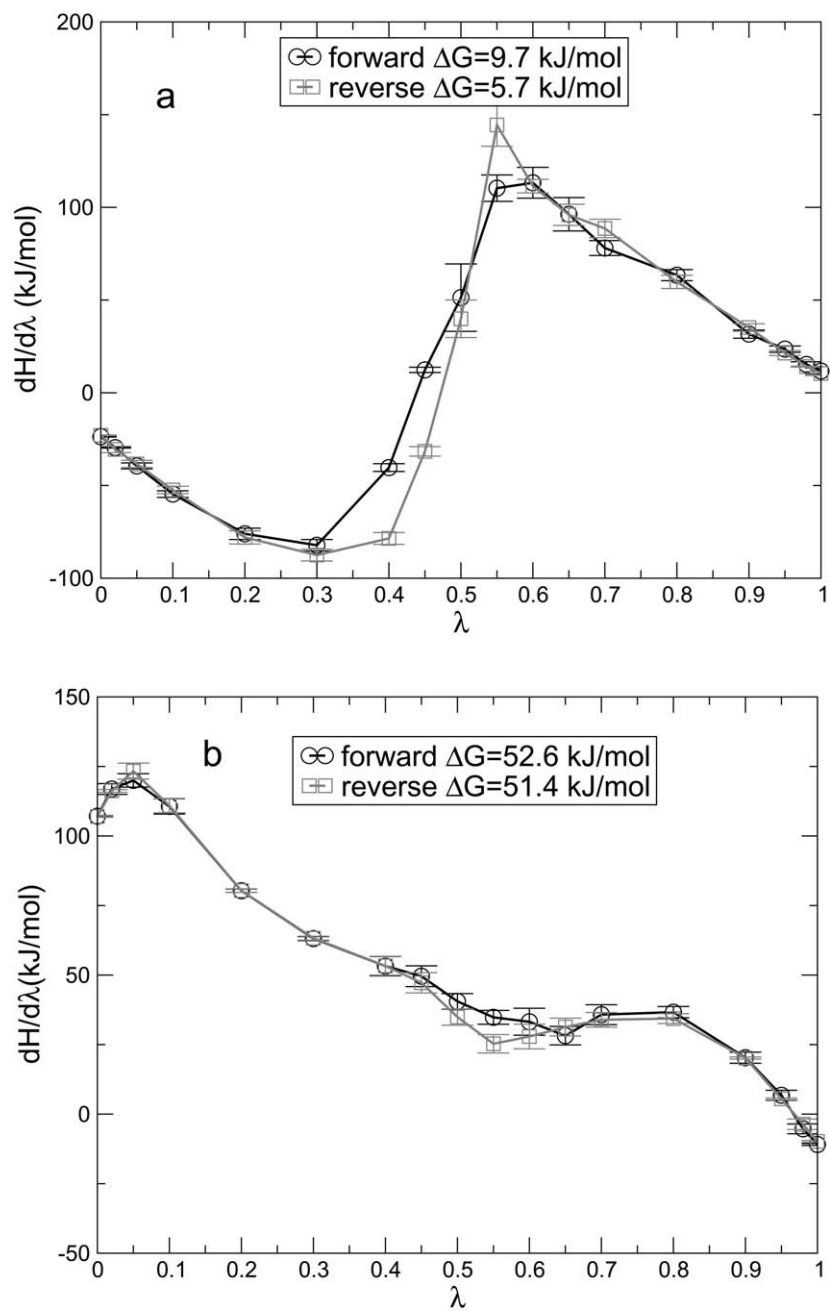 200
forward ΔG=9.7 kJ/mol
reverse ΔG=5.7 kJ/mol
a
100
dH/dλ (kJ/mol)
0
-100
0 0.1 0.2 0.3 0.4 0.5 0.6 0.7 0.8 0.9 1
λ
150
b
forward ΔG=52.6 kJ/mol
reverse ΔG=51.4 kJ/mol
100
dH/dλ(kJ/mol)
50
0
-50
0 0.1 0.2 0.3 0.4 0.5 0.6 0.7 0.8 0.9 1
λ